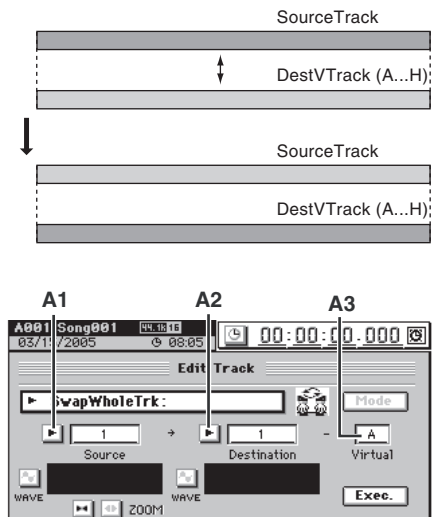 SourceTrack
DestVTrack (A...H)
SourceTrack
DestVTrack (A...H)
A1 A2 A3
A001 Song001 44.1k 16
03/15/2005 08:05 00:00:00.000
Edit Track
SwapWholeTrk: Mode
1 → 1 - A
Source Destination Virtual
WAVE WAVE
ZOOM Exec.